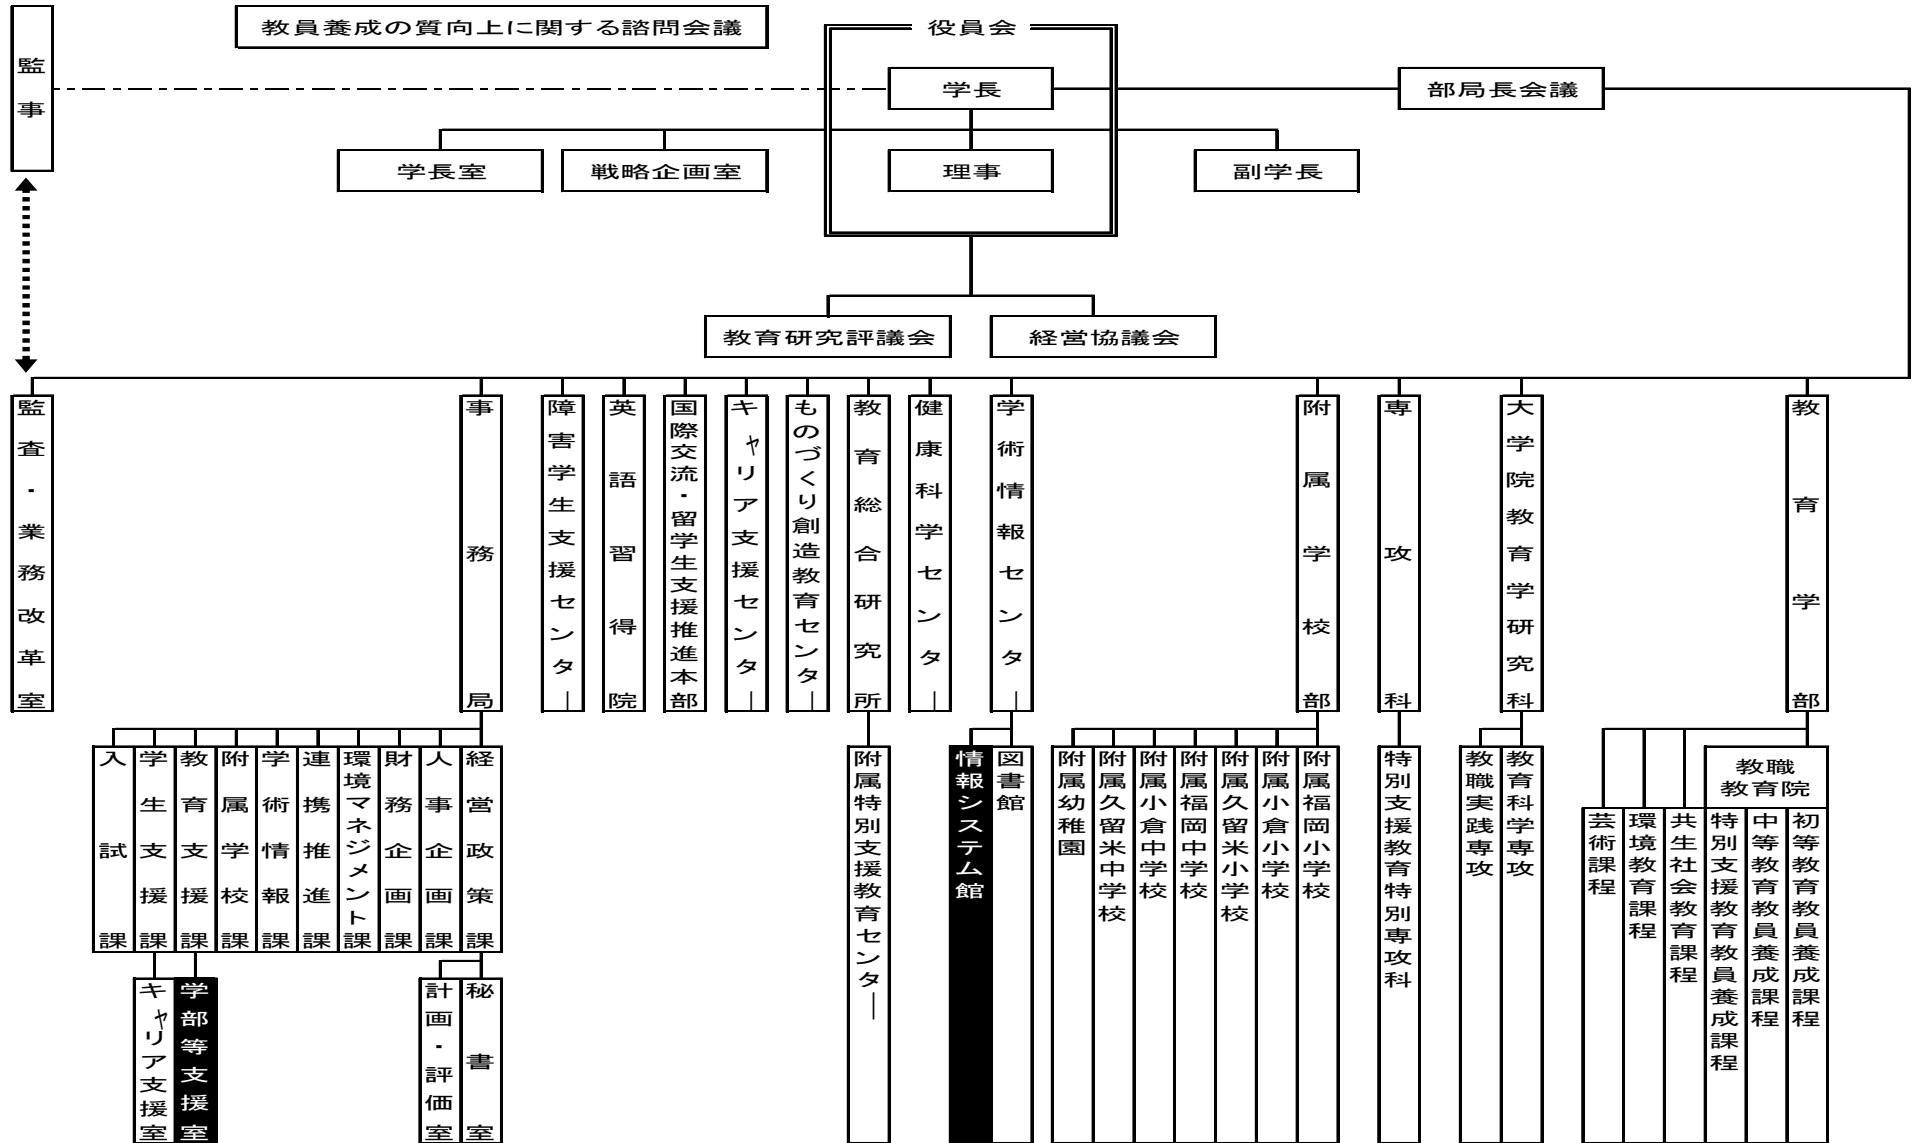 監事
教員養成の質向上に関する諮問会議
役員会
学長
部局長会議
学長室
戦略企画室
理事
副学長
教育研究評議会
経営協議会
監査・業務改革室
事務局
障害学生支援センター
英語習得院
国際交流・留学生支援推進本部
キャリア支援センター
ものづくり創造教育センター
教育総合研究所
健康科学センター
学術情報センター
附属学校部
専攻科
大学院教育学研究科
教育学部
入試課
学生支援課
教育支援課
附属学校課
学術情報課
連携推進課
環境マネジメント課
財務企画課
人事企画課
経営政策課
附属特別支援教育センター
情報システム館
図書館
附属幼稚園
附属久留米中学校
附属小倉中学校
附属福岡中学校
附属久留米小学校
附属小倉小学校
附属福岡小学校
特別支援教育特別専攻科
教職実践専攻
教育科学専攻
教職
教育院
芸術課程
環境教育課程
共生社会教育課程
特別支援教育教員養成課程
中等教育教員養成課程
初等教育教員養成課程
キャリア支援室
学部等支援室
計画・評価室
秘書室